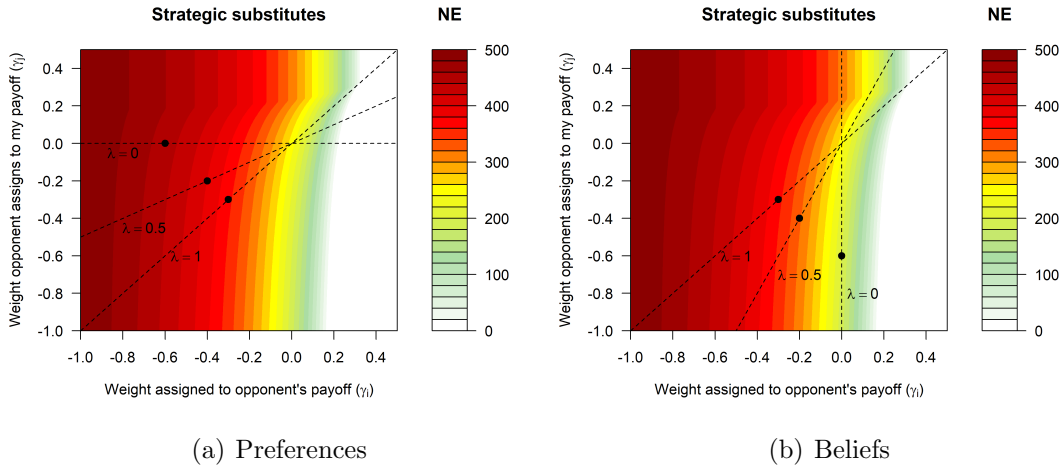 Strategic substitutes NE
Weight opponent assigns to my payoff (γj)
0.4
0.2
0.0
-0.2
-0.4
-0.6
-0.8
-1.0
λ = 0
λ = 0.5
λ = 1
-1.0 -0.8 -0.6 -0.4 -0.2 0.0 0.2 0.4
Weight assigned to opponent's payoff (γi)
500
400
300
200
100
0
(a) Preferences
Strategic substitutes NE
Weight opponent assigns to my payoff (γj)
0.4
0.2
0.0
-0.2
-0.4
-0.6
-0.8
-1.0
λ = 1
λ = 0.5
λ = 0
-1.0 -0.8 -0.6 -0.4 -0.2 0.0 0.2 0.4
Weight assigned to opponent's payoff (γi)
500
400
300
200
100
0
(b) Beliefs